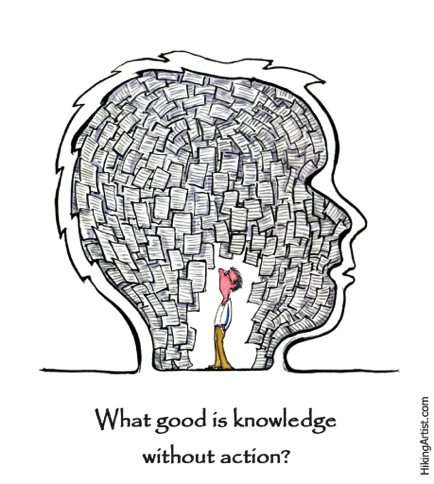 What good is knowledge
without action?
HikingArtist.com